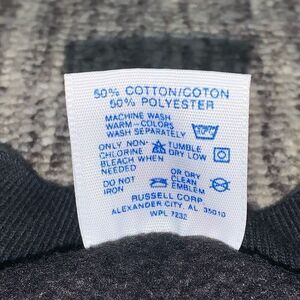 50% COTTON/COTON
50% POLYESTER
MACHINE WASH
WARM-COLORS
WASH SEPARATELY
ONLY NON- TUMBLE
CHLORINE DRY LOW
BLEACH WHEN
NEEDED
DO NOT OR DRY
IRON CLEAN
EMBLEM
RUSSELL CORP.
ALEXANDER CITY, AL 35010
WPL 7232